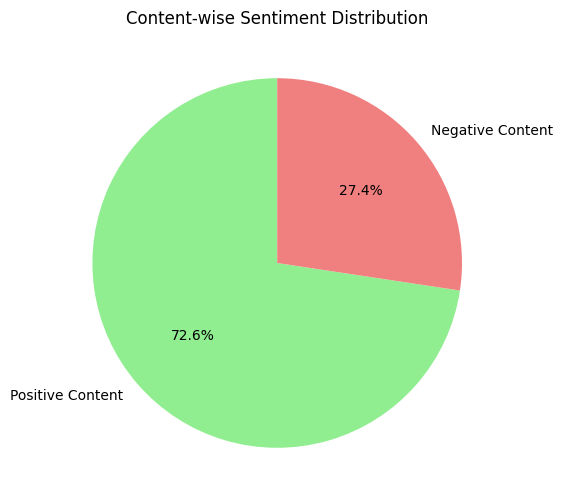 Content-wise Sentiment Distribution
Negative Content
27.4%
72.6%
Positive Content